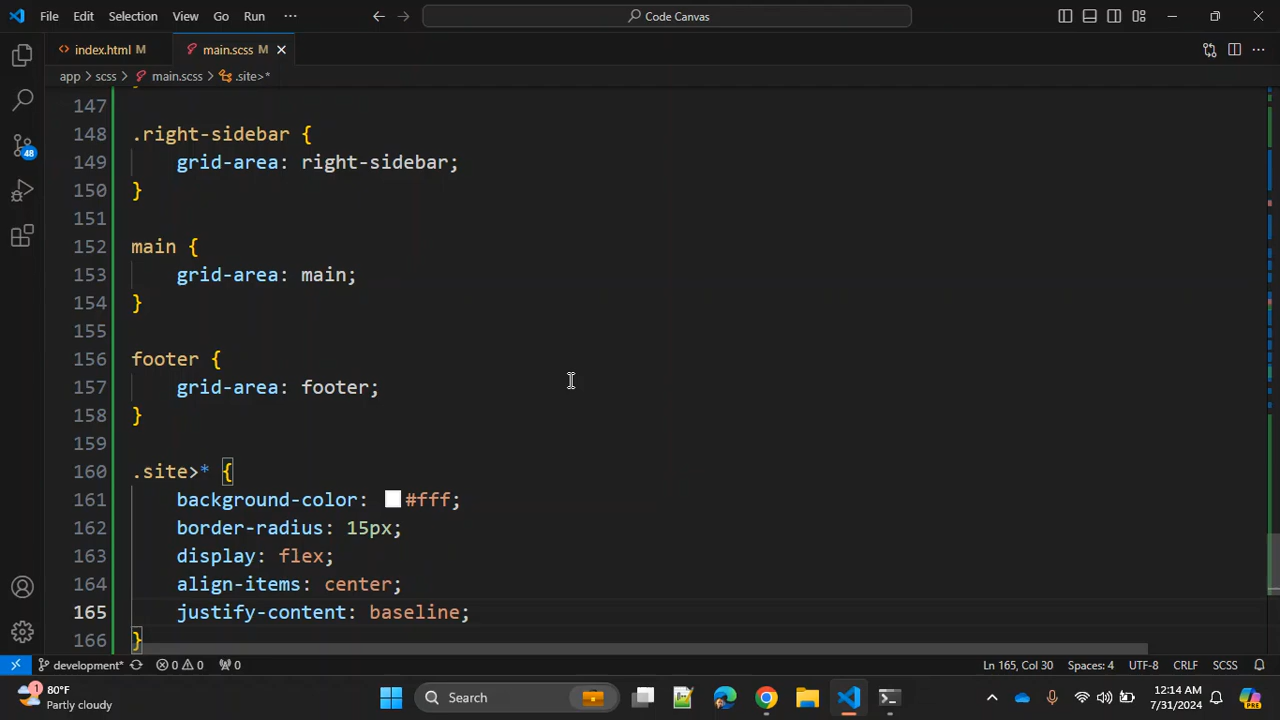 File Edit Selection View Go Run ··· Code Canvas
index.html M main.scss M
app > scss > main.scss > .site>*
147
148 .right-sidebar {
149 grid-area: right-sidebar;
150 }
151
152 main {
153 grid-area: main;
154 }
155
156 footer {
157 grid-area: footer;
158 }
159
160 .site>* {
161 background-color: #fff;
162 border-radius: 15px;
163 display: flex;
164 align-items: center;
165 justify-content: baseline;
166 }
48
development* 0 0 0 Ln 165, Col 30 Spaces: 4 UTF-8 CRLF SCSS
1 80°F
Partly cloudy
Search
PRE
12:14 AM
7/31/2024